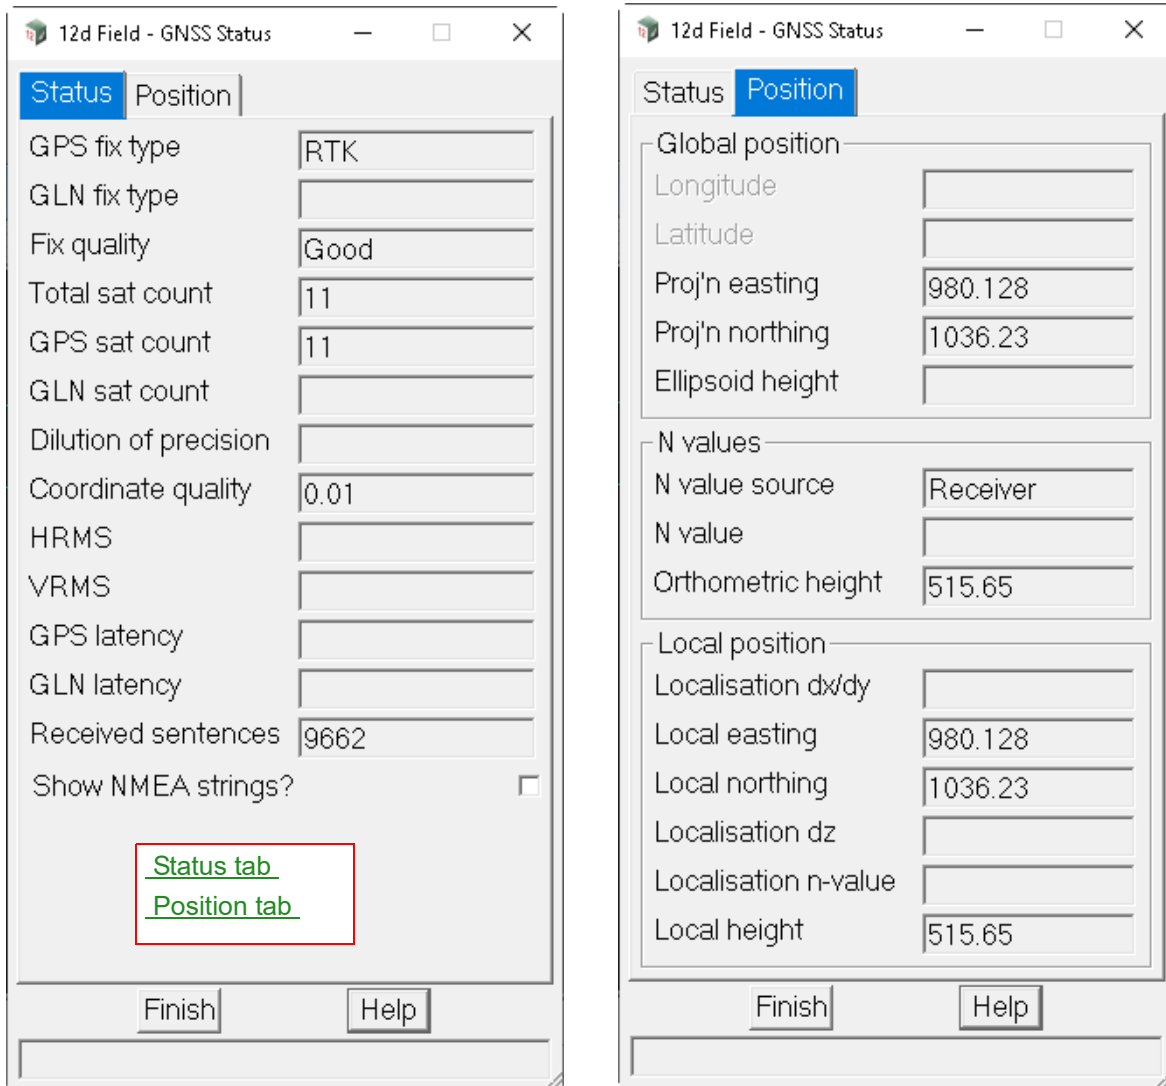 12d Field - GNSS Status
Status Position
GPS fix type RTK
GLN fix type
Fix quality Good
Total sat count 11
GPS sat count 11
GLN sat count
Dilution of precision
Coordinate quality 0.01
HRMS
VRMS
GPS latency
GLN latency
Received sentences 9662
Show NMEA strings?
Status tab
Position tab
Finish Help
12d Field - GNSS Status
Status Position
Global position
Longitude
Latitude
Proj'n easting 980.128
Proj'n northing 1036.23
Ellipsoid height
N values
N value source Receiver
N value
Orthometric height 515.65
Local position
Localisation dx/dy
Local easting 980.128
Local northing 1036.23
Localisation dz
Localisation n-value
Local height 515.65
Finish Help